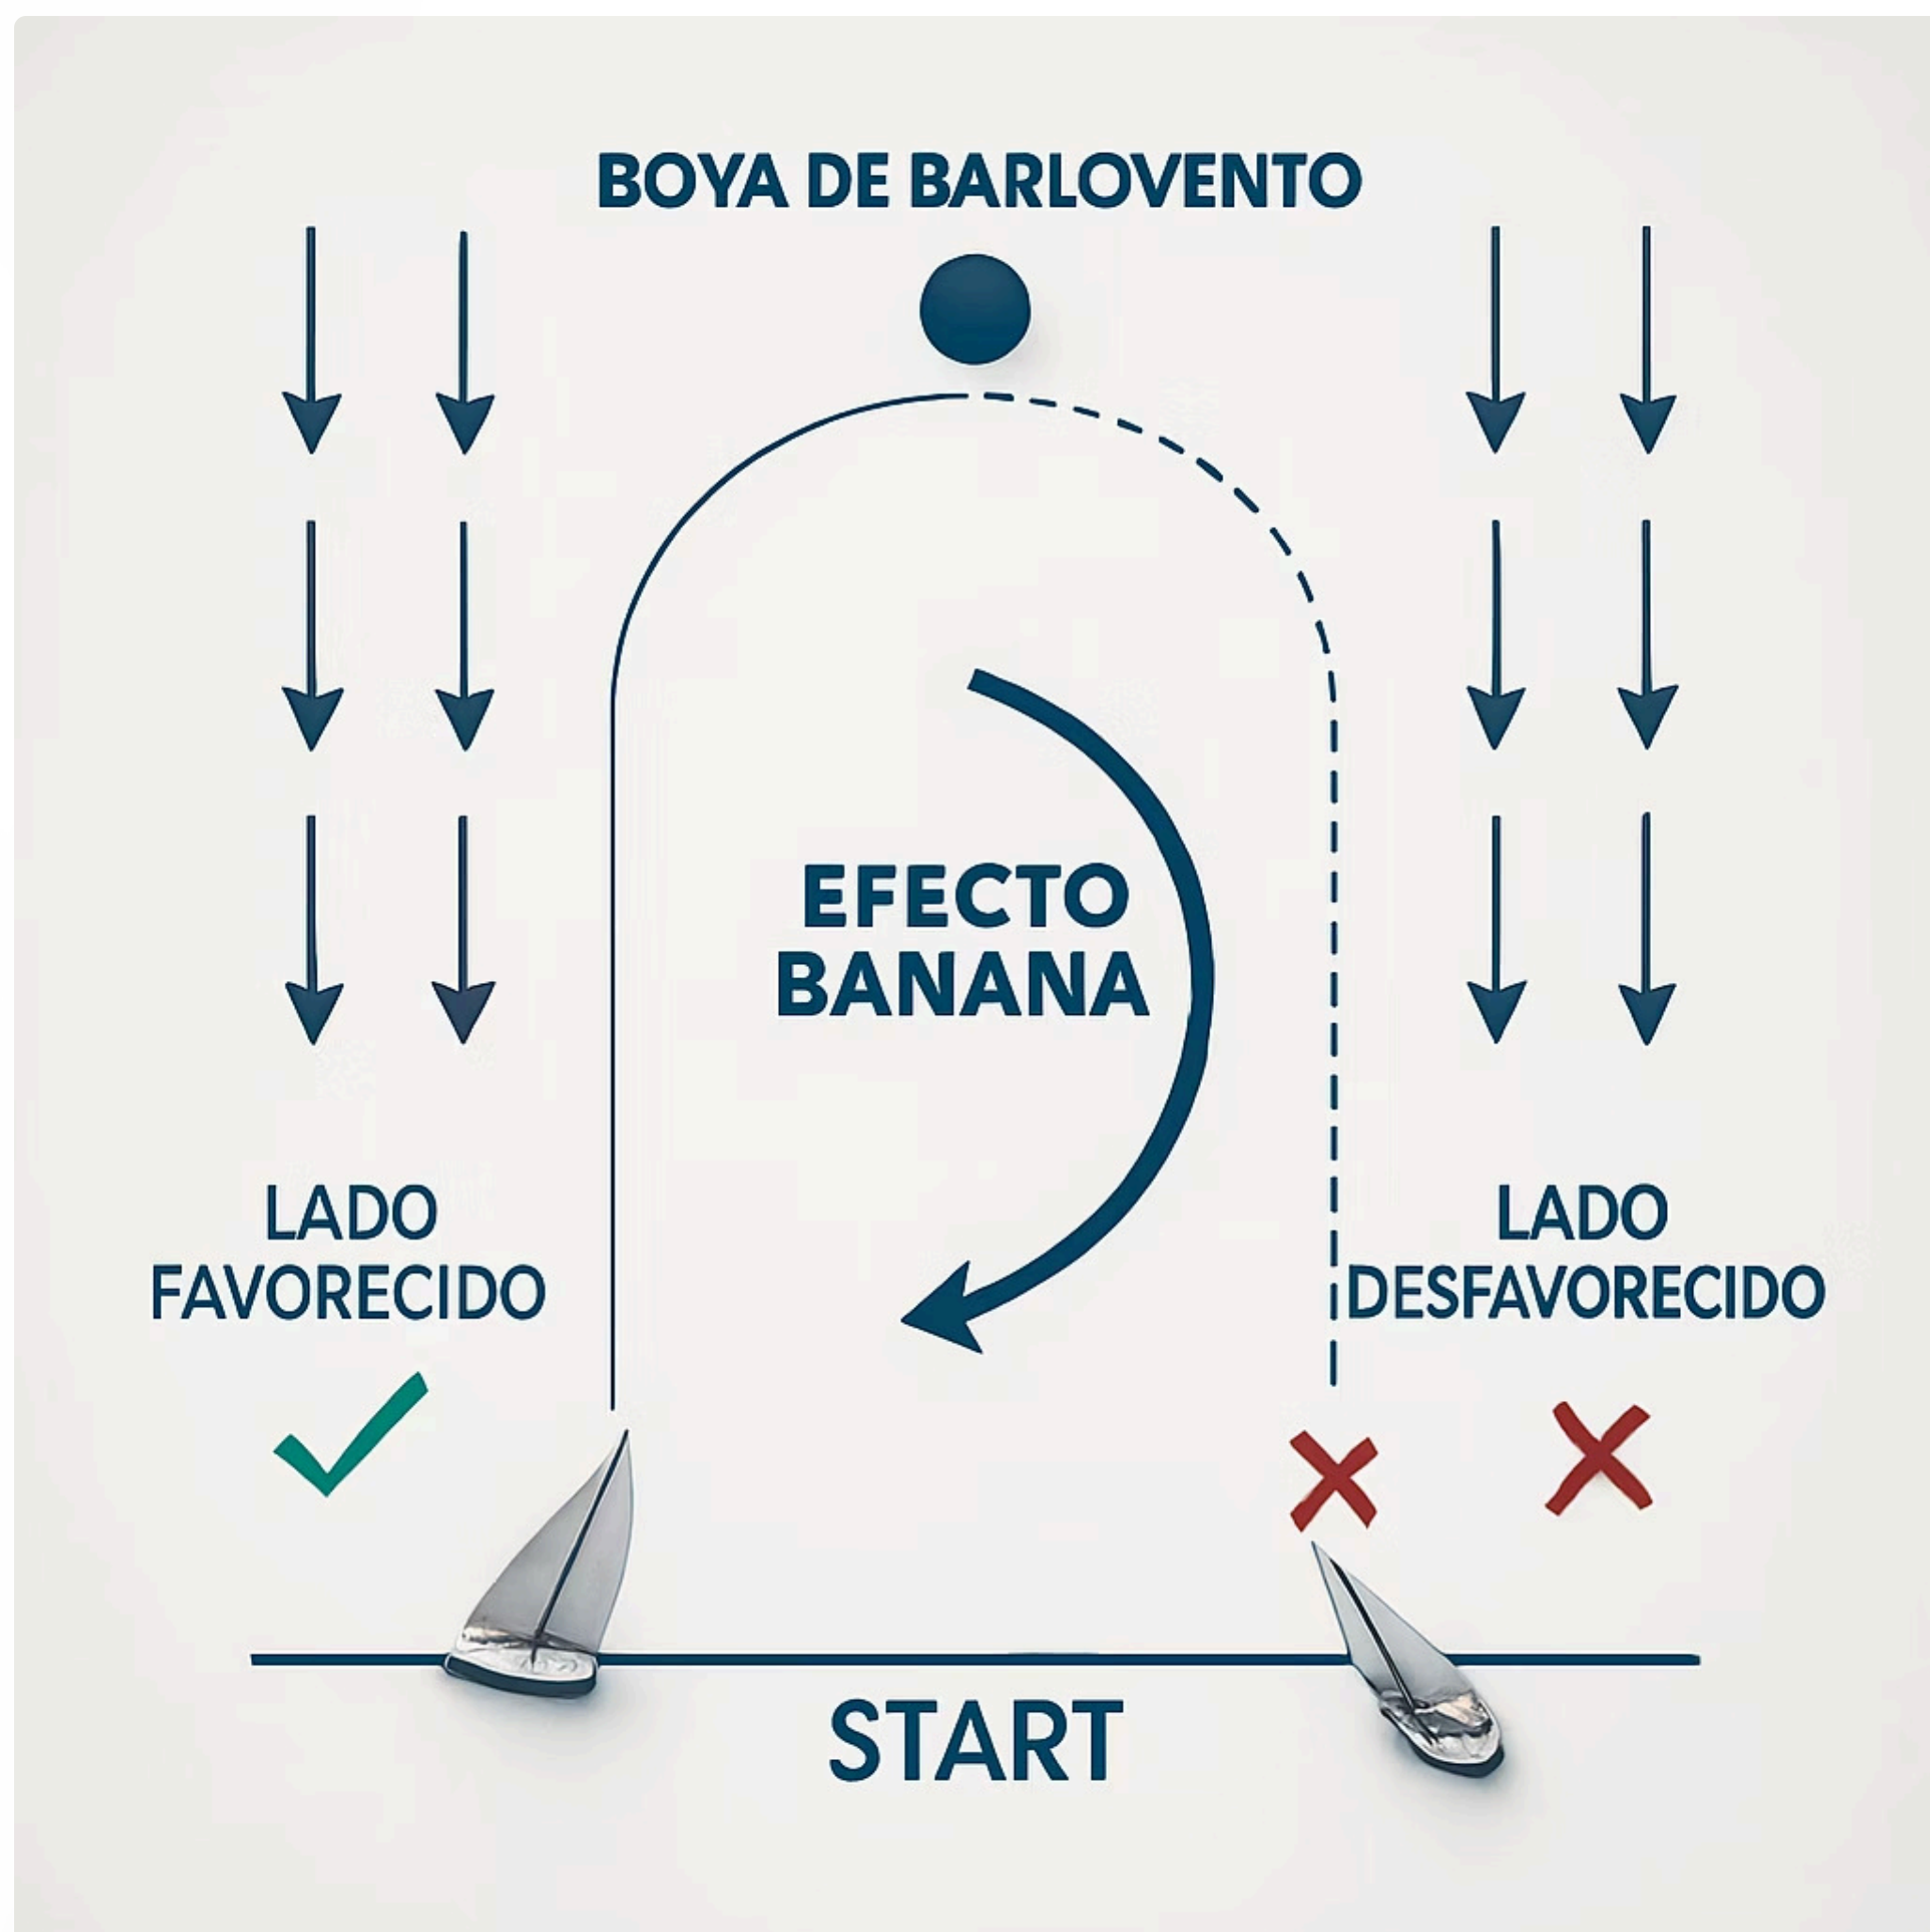 BOYA DE BARLOVENTO
EFECTO
BANANA
LADO
FAVORECIDO
LADO
DESFAVORECIDO
START